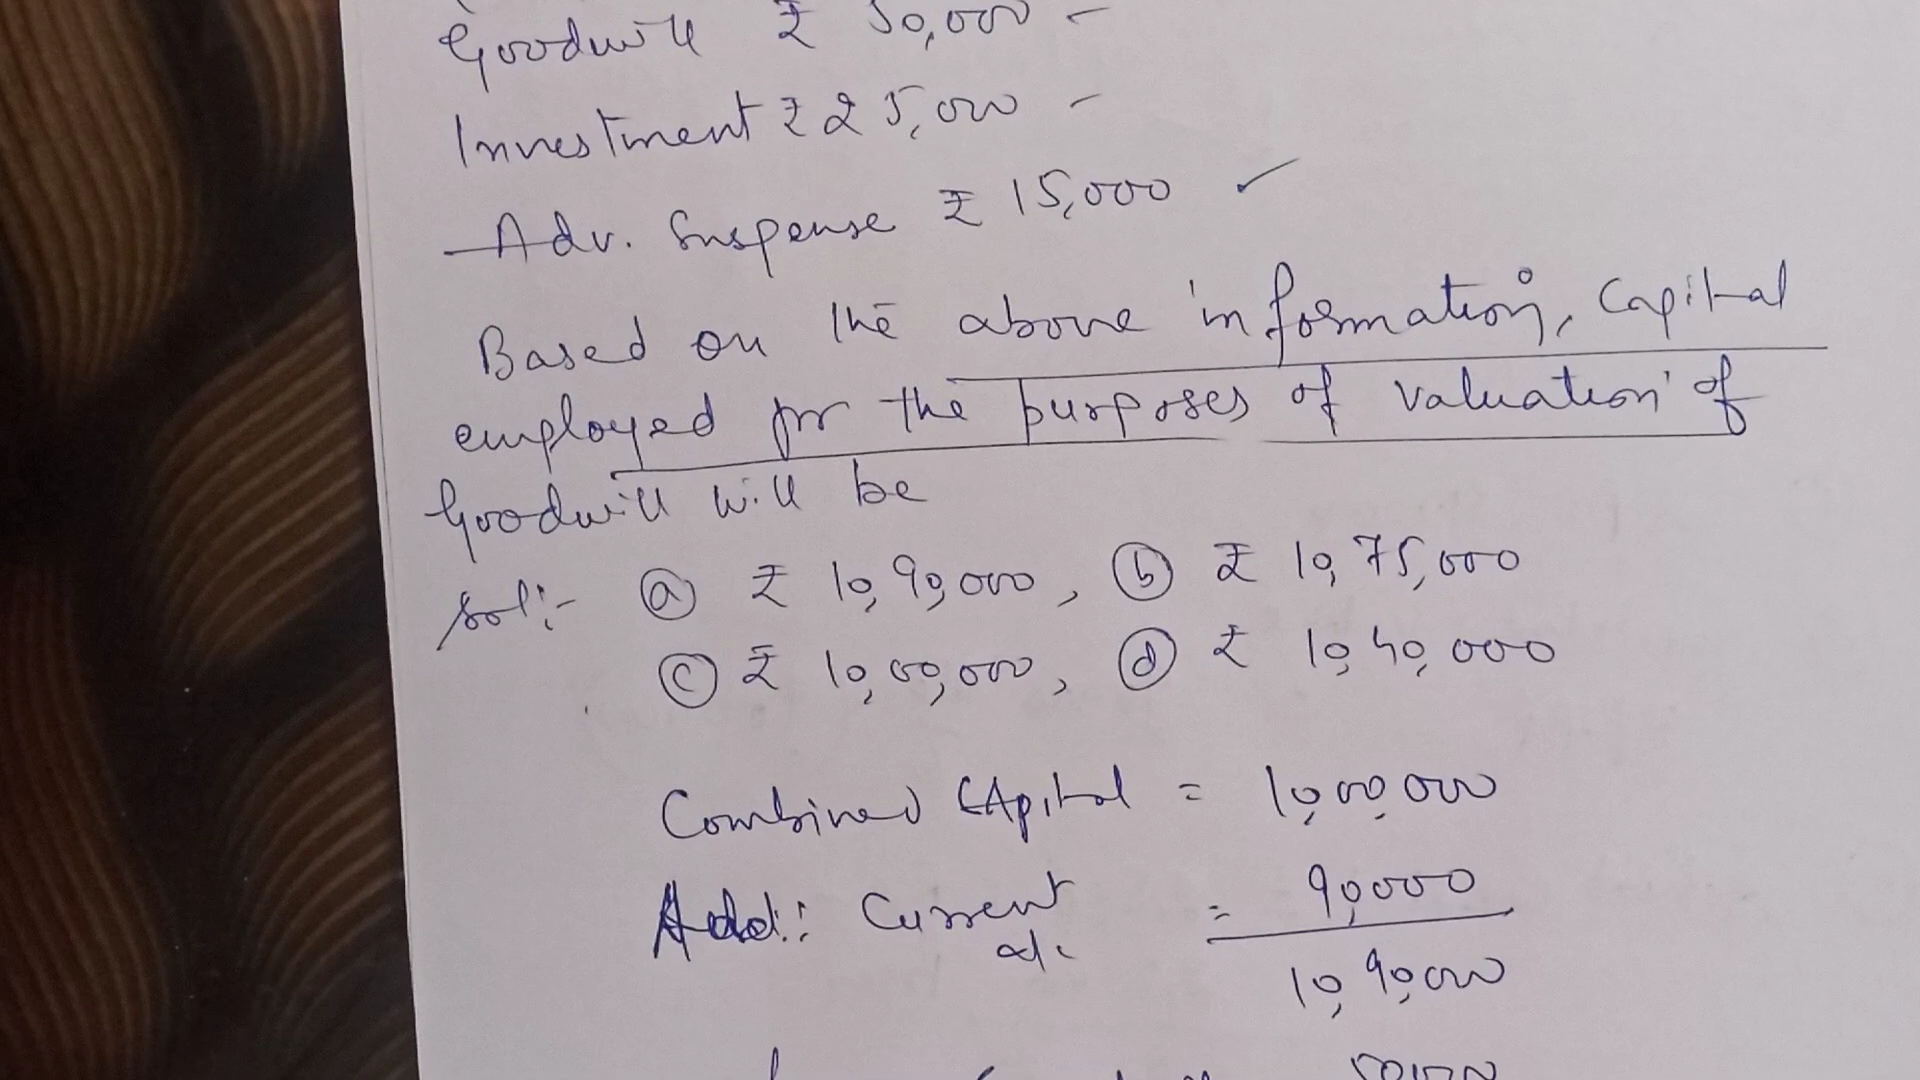 Goodwill ₹ 50,000 -
Investment ₹ 25,000 -
Adv. Suspense ₹ 15,000 ✓
Based on the above information, Capital
employed for the purposes of valuation of
Goodwill will be
Sol:- (a) ₹ 10,90,000, (b) ₹ 10,75,000
(c) ₹ 10,00,000, (d) ₹ 10,40,000
Combined Capital = 10,00,000
Add: Current a/c = 90,000
10,90,000